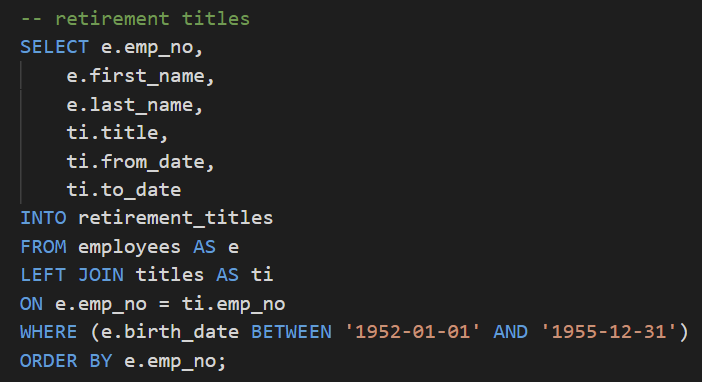 -- retirement titles
SELECT e.emp_no,
    e.first_name,
    e.last_name,
    ti.title,
    ti.from_date,
    ti.to_date
INTO retirement_titles
FROM employees AS e
LEFT JOIN titles AS ti
ON e.emp_no = ti.emp_no
WHERE (e.birth_date BETWEEN '1952-01-01' AND '1955-12-31')
ORDER BY e.emp_no;